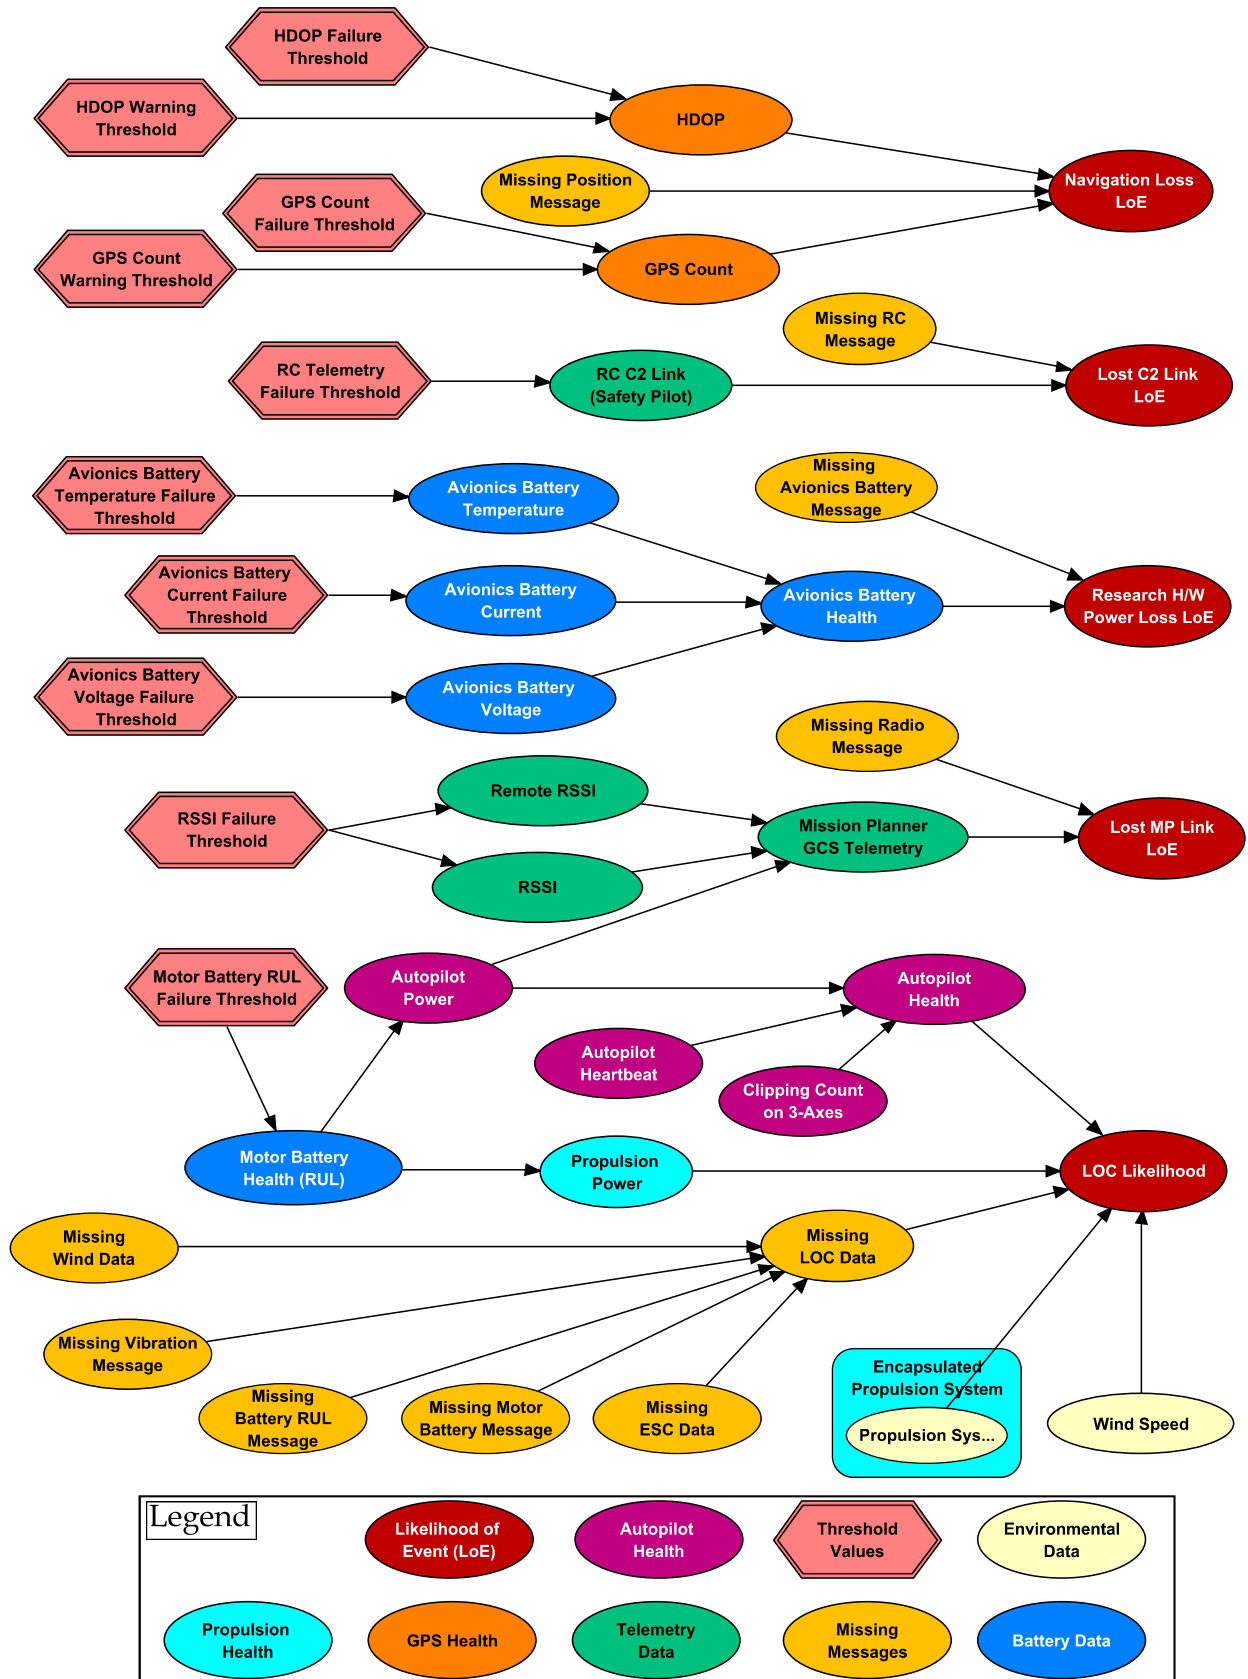 HDOP Failure
Threshold
HDOP Warning
Threshold
HDOP
Missing Position
Message
Navigation Loss
LoE
GPS Count
Failure Threshold
GPS Count
Warning Threshold
GPS Count
Missing RC
Message
RC Telemetry
Failure Threshold
RC C2 Link
(Safety Pilot)
Lost C2 Link
LoE
Avionics Battery
Temperature Failure
Threshold
Avionics Battery
Temperature
Missing
Avionics Battery
Message
Avionics Battery
Current Failure
Threshold
Avionics Battery
Current
Avionics Battery
Health
Research H/W
Power Loss LoE
Avionics Battery
Voltage Failure
Threshold
Avionics Battery
Voltage
Missing Radio
Message
Remote RSSI
RSSI Failure
Threshold
Mission Planner
GCS Telemetry
Lost MP Link
LoE
RSSI
Motor Battery RUL
Failure Threshold
Autopilot
Power
Autopilot
Health
Autopilot
Heartbeat
Clipping Count
on 3-Axes
Motor Battery
Health (RUL)
Propulsion
Power
LOC Likelihood
Missing
Wind Data
Missing
LOC Data
Missing Vibration
Message
Missing
Battery RUL
Message
Missing Motor
Battery Message
Missing
ESC Data
Encapsulated
Propulsion System
Propulsion Sys...
Wind Speed
Legend
Likelihood of
Event (LoE)
Autopilot
Health
Threshold
Values
Environmental
Data
Propulsion
Health
GPS Health
Telemetry
Data
Missing
Messages
Battery Data